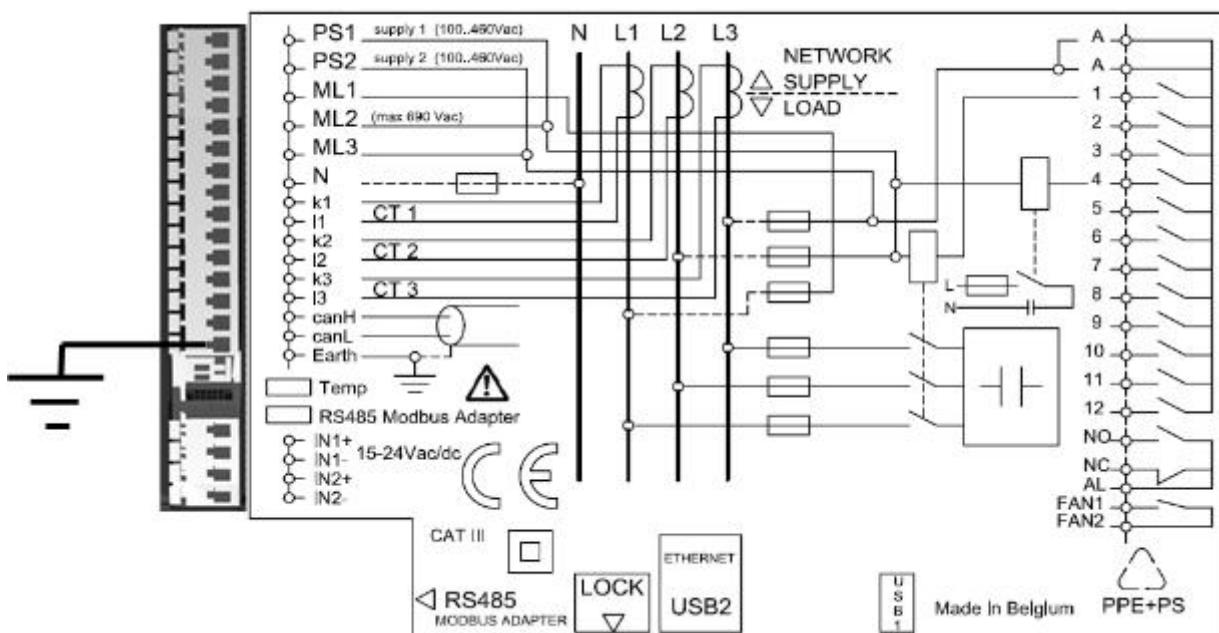 PS1 supply 1 (100..460Vac)
PS2 supply 2 (100..460Vac)
ML1
ML2 (max 690 Vac)
ML3
N
k1
l1 CT 1
k2
l2 CT 2
k3
l3 CT 3
canH
canL
Earth
Temp
RS485 Modbus Adapter
IN1+
IN1- 15-24Vac/dc
IN2+
IN2-
CE
N L1 L2 L3
NETWORK
SUPPLY
LOAD
L
N
A
A
1
2
3
4
5
6
7
8
9
10
11
12
NO
NC
AL
FAN1
FAN2
CAT III
RS485
MODBUS ADAPTER
LOCK
ETHERNET
USB2
USB1
Made In Belgium
PPE+PS